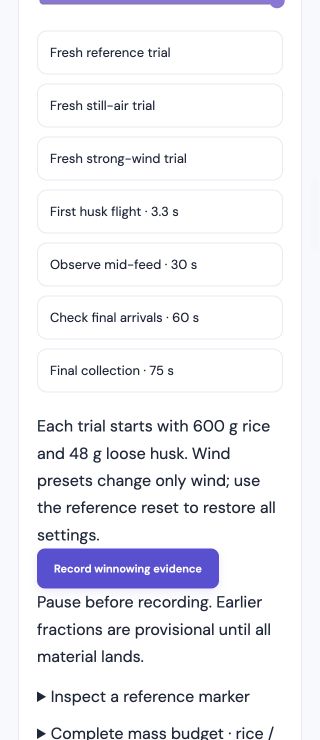 Fresh reference trial
Fresh still-air trial
Fresh strong-wind trial
First husk flight · 3.3 s
Observe mid-feed · 30 s
Check final arrivals · 60 s
Final collection · 75 s
Each trial starts with 600 g rice
and 48 g loose husk. Wind
presets change only wind; use
the reference reset to restore all
settings.
Record winnowing evidence
Pause before recording. Earlier
fractions are provisional until all
material lands.
▶ Inspect a reference marker
▶ Complete mass budget · rice /